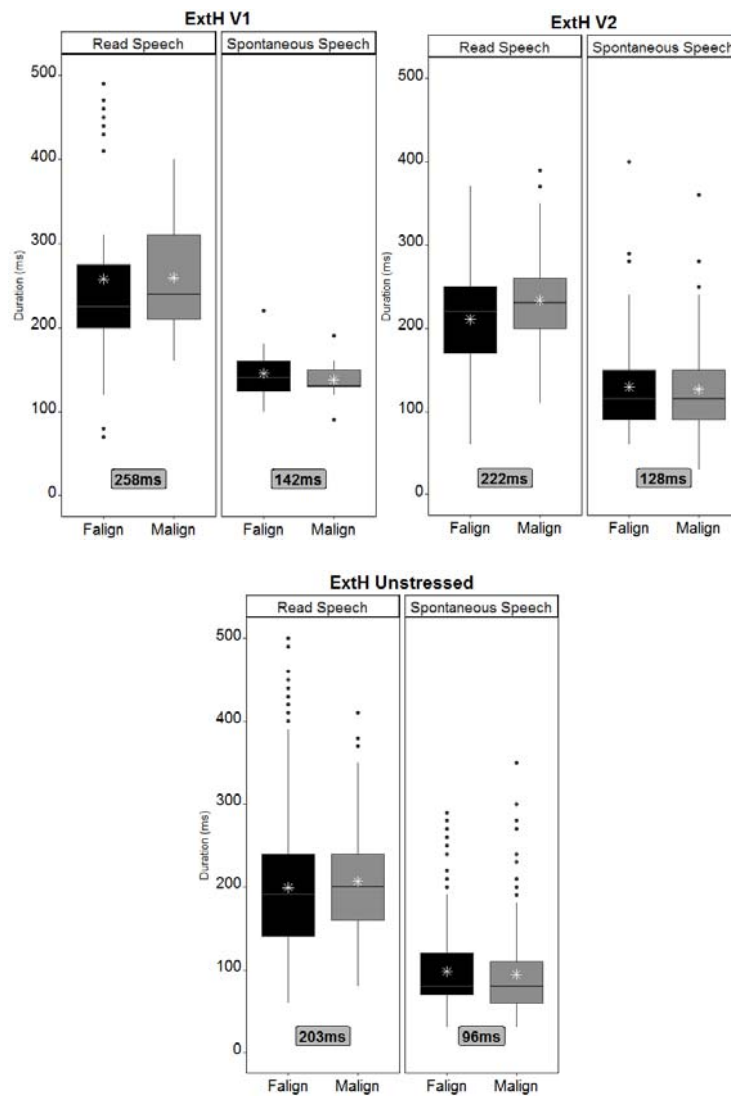 ExtH V1
Read Speech
Spontaneous Speech
Duration (ms)
500
400
300
200
100
0
258ms
142ms
Falign
Malign
Falign
Malign
ExtH V2
Read Speech
Spontaneous Speech
Duration (ms)
500
400
300
200
100
0
222ms
128ms
Falign
Malign
Falign
Malign
ExtH Unstressed
Read Speech
Spontaneous Speech
Duration (ms)
500
400
300
200
100
0
203ms
96ms
Falign
Malign
Falign
Malign